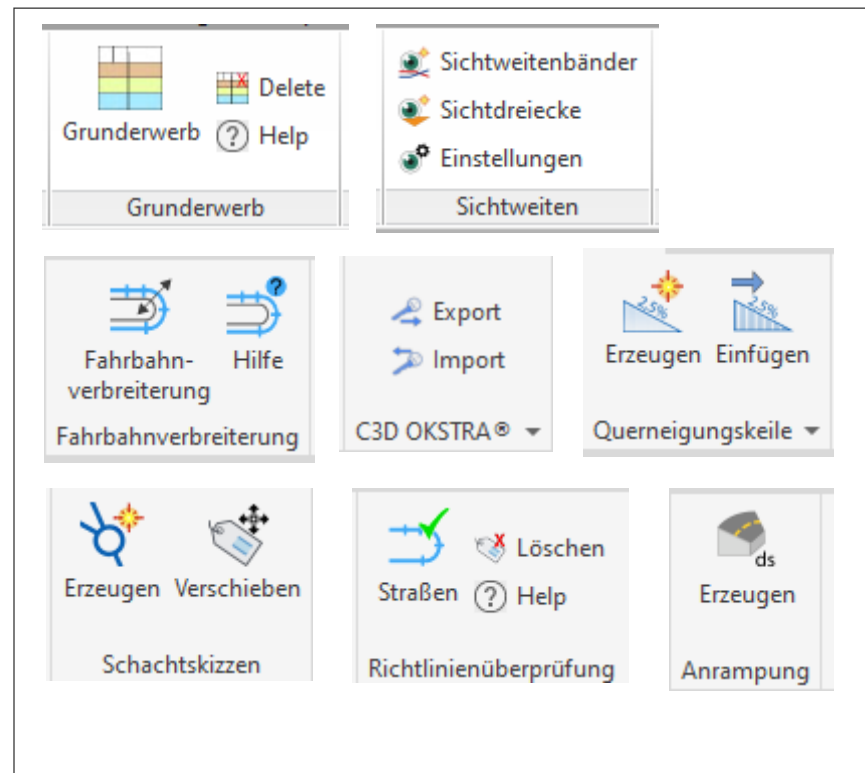 Grunderwerb
Delete
Help
Grunderwerb
Sichtweitenbänder
Sichtdreiecke
Einstellungen
Sichtweiten
Fahrbahn-
verbreiterung
Hilfe
Fahrbahnverbreiterung
Export
Import
C3D OKSTRA®
2,5%
Erzeugen
2,5%
Einfügen
Querneigungskeile
Erzeugen
Verschieben
Schachtskizzen
Straßen
Löschen
Help
Richtlinienüberprüfung
ds
Erzeugen
Anrampung